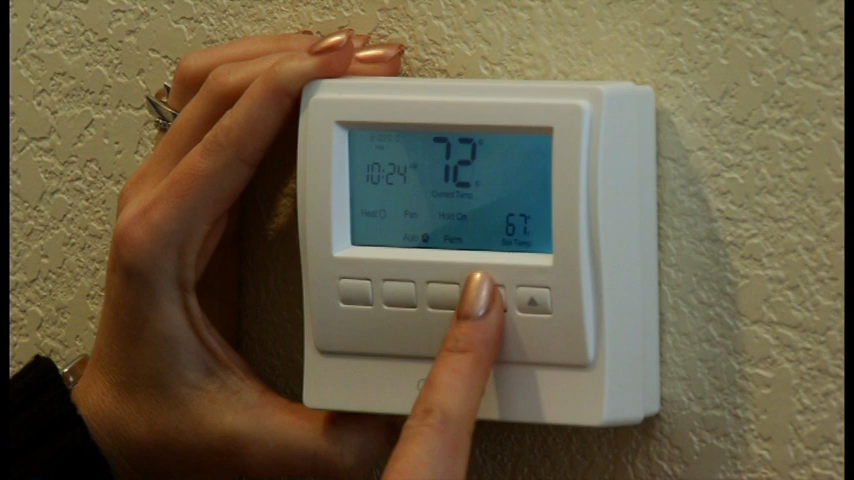 72°
F
10:24
Current Temp
Heat Fan Hold On
67°
F
Auto Perm Set Temp